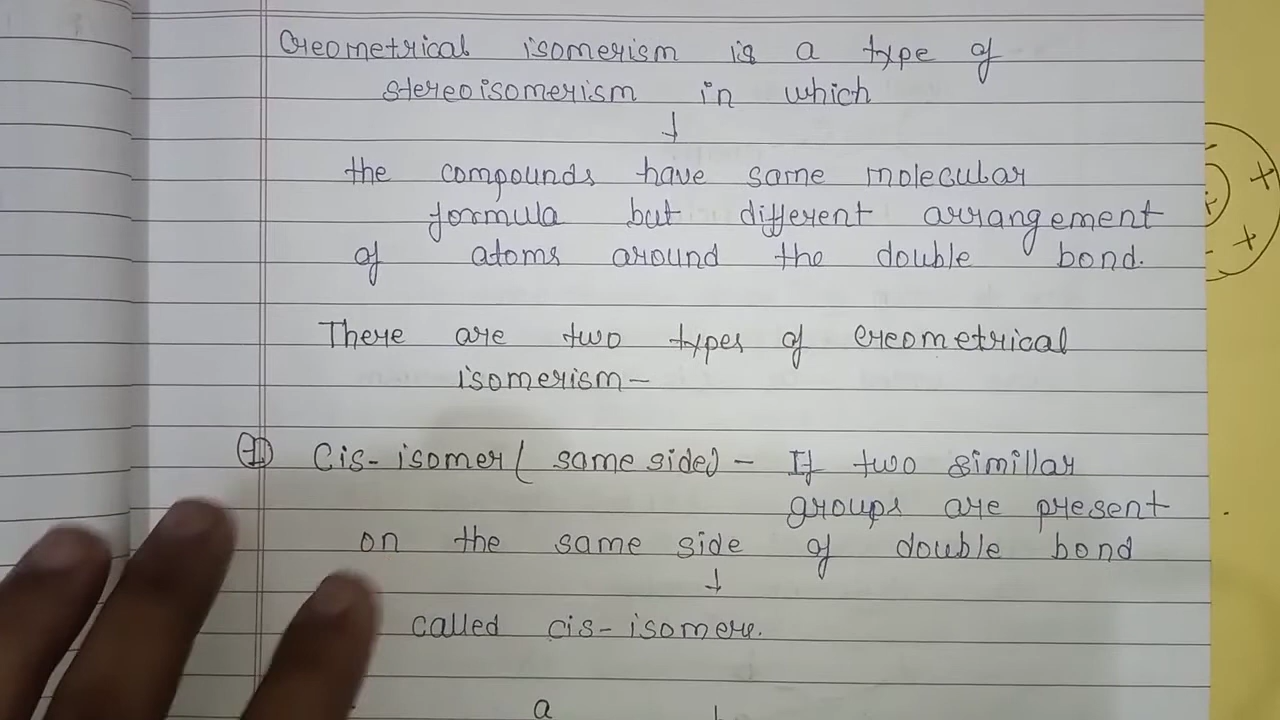 Geometrical isomerism is a type of
stereoisomerism in which
↓
the compounds have same molecular
formula but different arrangement
of atoms around the double bond.
There are two types of Geometrical
isomerism-
I Cis-isomer( same side) - If two simillar
groups are present
on the same side of double bond
↓
called cis-isomer.
a